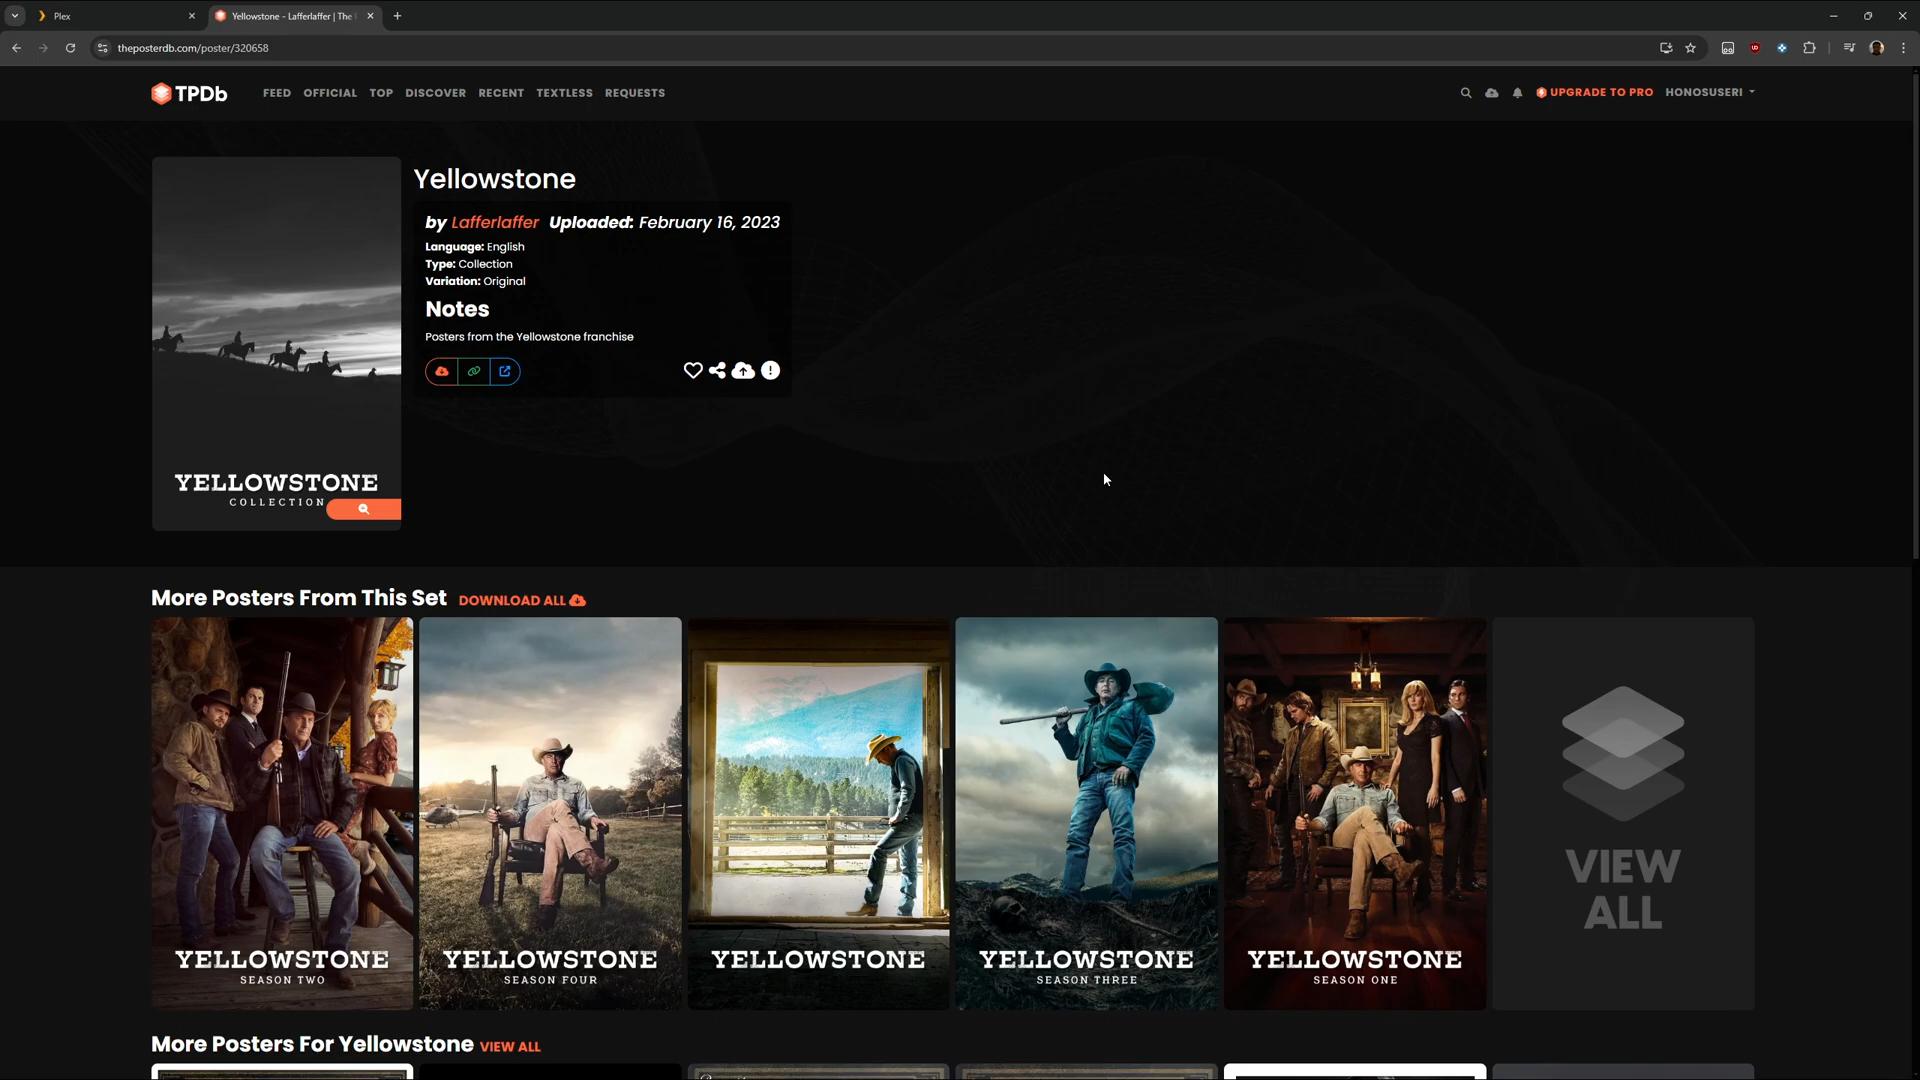 Plex
Yellowstone - Lafferlaffer | The
theposterdb.com/poster/320658
TPDb
FEED OFFICIAL TOP DISCOVER RECENT TEXTLESS REQUESTS
UPGRADE TO PRO HONOSUSERI
Yellowstone
by Lafferlaffer Uploaded: February 16, 2023
Language: English
Type: Collection
Variation: Original
Notes
Posters from the Yellowstone franchise
YELLOWSTONE
COLLECTION
More Posters From This Set DOWNLOAD ALL
YELLOWSTONE
SEASON TWO
YELLOWSTONE
SEASON FOUR
YELLOWSTONE
YELLOWSTONE
SEASON THREE
YELLOWSTONE
SEASON ONE
VIEW
ALL
More Posters For Yellowstone VIEW ALL